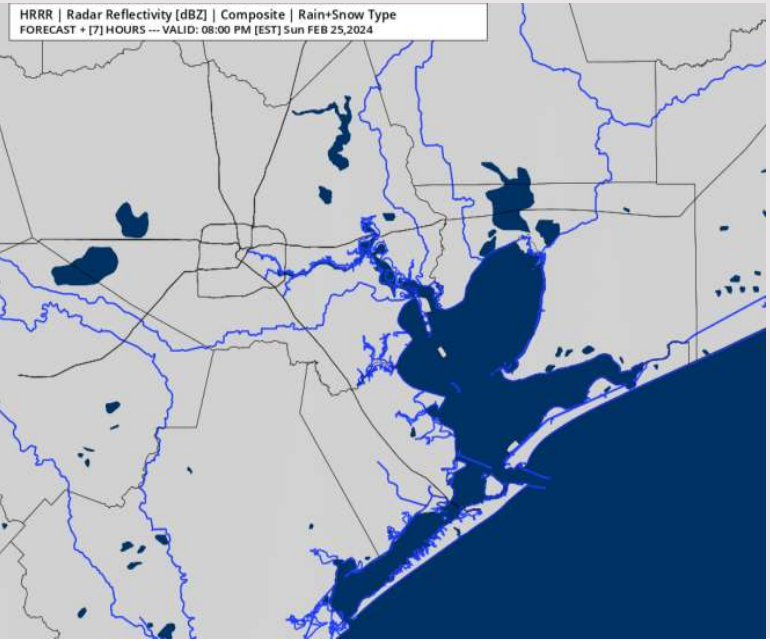 HRRR | Radar Reflectivity [dBZ] | Composite | Rain+Snow Type
FORECAST + [7] HOURS --- VALID: 08:00 PM [EST] Sun FEB 25,2024